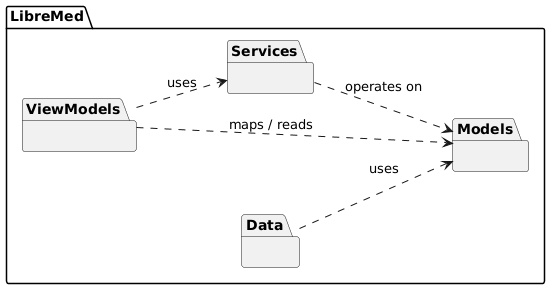 LibreMed
Services
uses
operates on
ViewModels
maps / reads
Models
uses
Data